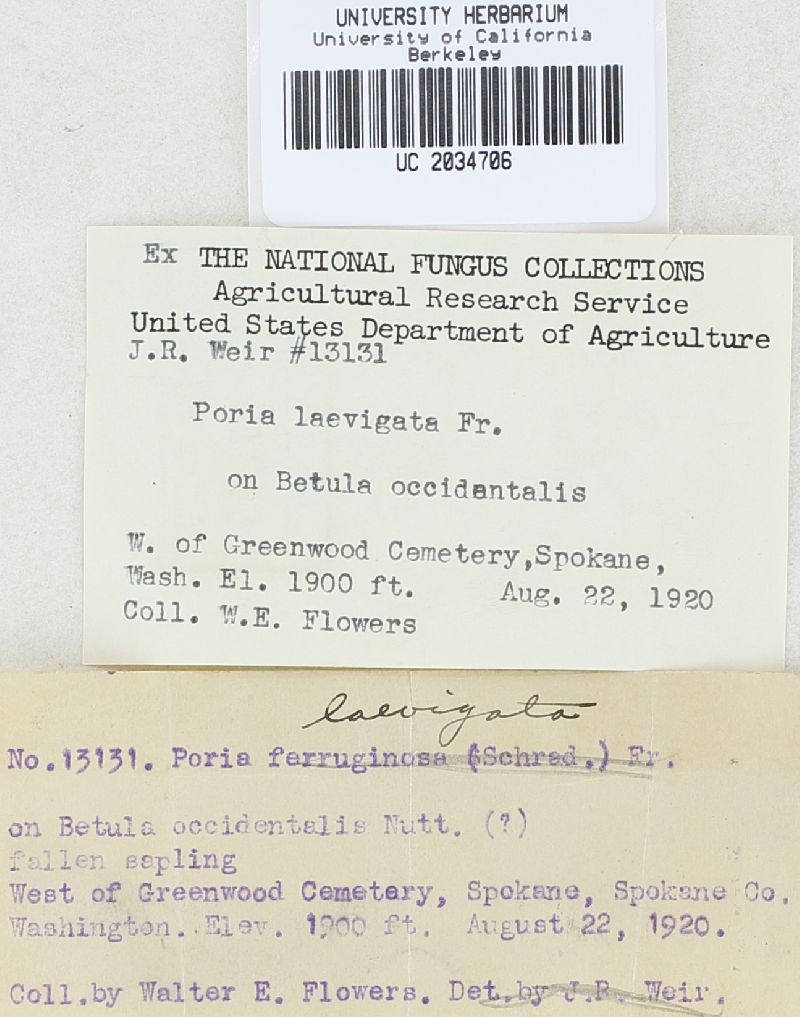 UNIVERSITY HERBARIUM
University of California
Berkeley
UC 2034706
Ex THE NATIONAL FUNGUS COLLECTIONS
Agricultural Research Service
United States Department of Agriculture
J.R. Weir #13131
Poria laevigata Fr.
on Betula occidentalis
W. of Greenwood Cemetery,Spokane,
Wash. El. 1900 ft. Aug. 22, 1920
Coll. W.E. Flowers
laevigata
No.13131. Poria ferruginosa (Schrad.) Fr.
on Betula occidentalis Nutt. (?)
fallen sapling
West of Greenwood Cemetery, Spokane, Spokane Co.
Washington. Elev. 1900 ft. August 22, 1920.
Coll.by Walter E. Flowers. Det.by J.R. Weir.